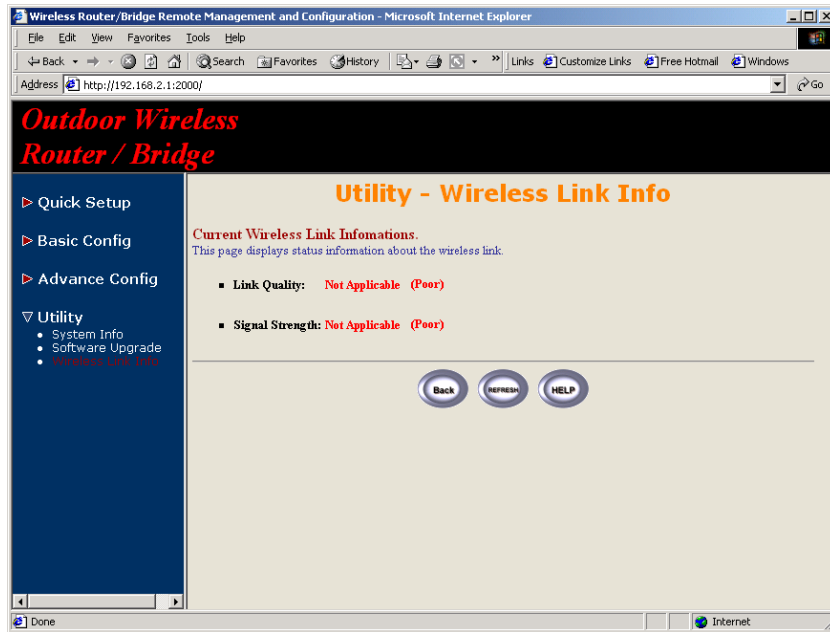 Wireless Router/Bridge Remote Management and Configuration - Microsoft Internet Explorer
File Edit View Favorites Tools Help
Back Search Favorites History » Links Customize Links Free Hotmail Windows
Address http://192.168.2.1:2000/ Go
Outdoor Wireless
Router / Bridge
Quick Setup
Basic Config
Advance Config
Utility
System Info
Software Upgrade
Wireless Link Info
Utility - Wireless Link Info
Current Wireless Link Infomations.
This page displays status information about the wireless link.
Link Quality: Not Applicable (Poor)
Signal Strength: Not Applicable (Poor)
Back REFRESH HELP
Done Internet